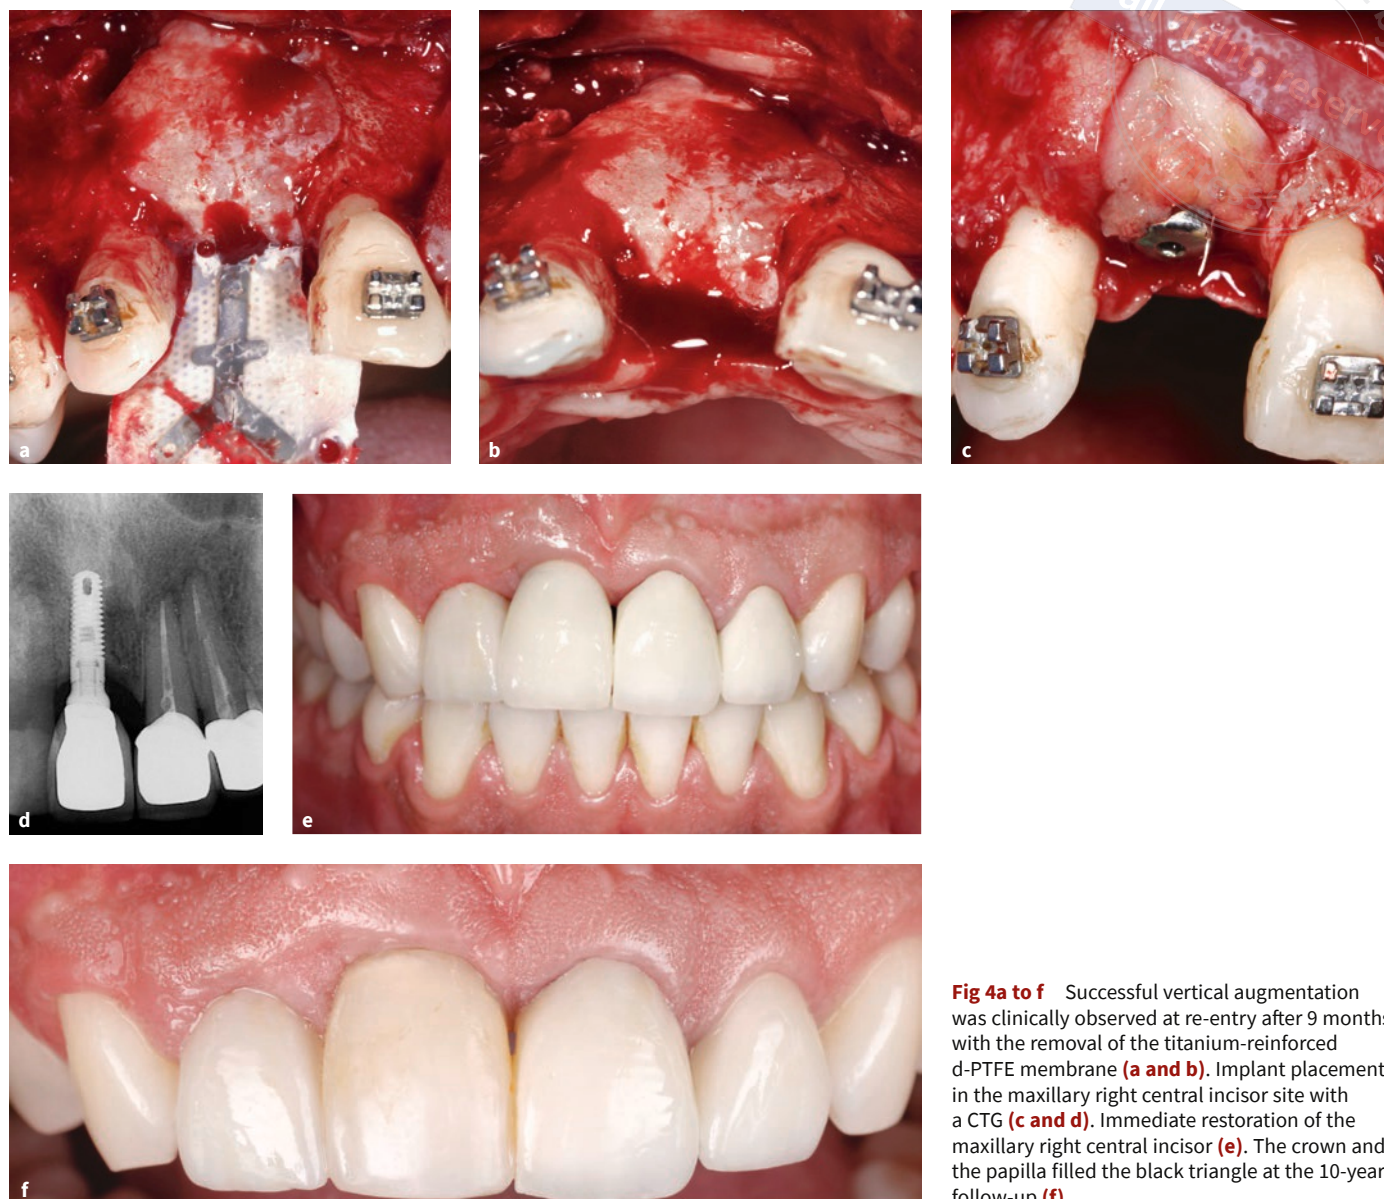 a
b
c
d
e
f
Fig 4a to f Successful vertical augmentation
was clinically observed at re-entry after 9 months
with the removal of the titanium-reinforced
d-PTFE membrane (a and b). Implant placement
in the maxillary right central incisor site with
a CTG (c and d). Immediate restoration of the
maxillary right central incisor (e). The crown and
the papilla filled the black triangle at the 10-year
follow-up (f)